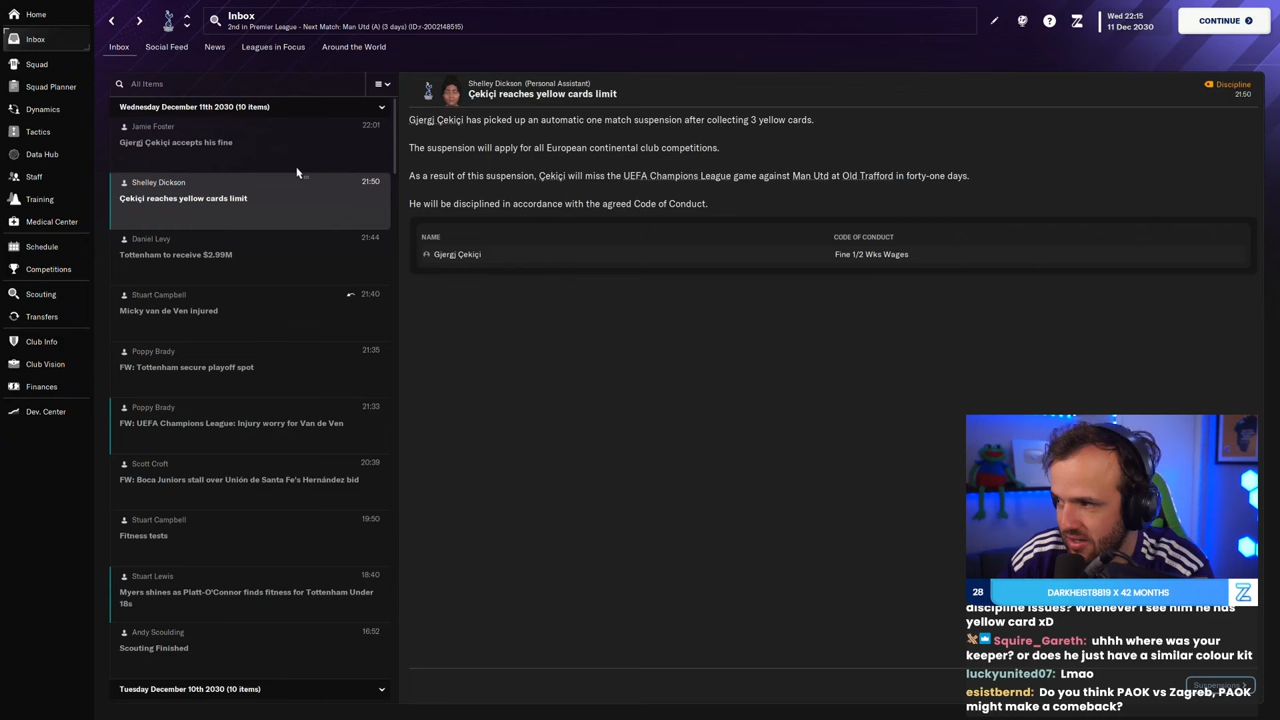 Home
Inbox
Squad
Squad Planner
Dynamics
Tactics
Data Hub
Staff
Training
Medical Center
Schedule
Competitions
Scouting
Transfers
Club Info
Club Vision
Finances
Dev. Center
Inbox
2nd in Premier League - Next Match: Man Utd (A) (3 days) (ID:r-2002148515)
Wed 22:15
11 Dec 2030
CONTINUE
Inbox
Social Feed
News
Leagues in Focus
Around the World
All Items
Wednesday December 11th 2030 (10 items)
Jamie Foster 22:01
Gjergj Çekiçi accepts his fine
Shelley Dickson 21:50
Çekiçi reaches yellow cards limit
Daniel Levy 21:44
Tottenham to receive $2.99M
Stuart Campbell 21:40
Micky van de Ven injured
Poppy Brady 21:35
FW: Tottenham secure playoff spot
Poppy Brady 21:33
FW: UEFA Champions League: Injury worry for Van de Ven
Scott Croft 20:39
FW: Boca Juniors stall over Unión de Santa Fe's Hernández bid
Stuart Campbell 19:50
Fitness tests
Stuart Lewis 18:40
Myers shines as Platt-O'Connor finds fitness for Tottenham Under
18s
Andy Scoulding 16:52
Scouting Finished
Tuesday December 10th 2030 (10 items)
Shelley Dickson (Personal Assistant)
Çekiçi reaches yellow cards limit
Discipline
21:50
Gjergj Çekiçi has picked up an automatic one match suspension after collecting 3 yellow cards.
The suspension will apply for all European continental club competitions.
As a result of this suspension, Çekiçi will miss the UEFA Champions League game against Man Utd at Old Trafford in forty-one days.
He will be disciplined in accordance with the agreed Code of Conduct.
NAME CODE OF CONDUCT
Gjergj Çekiçi Fine 1/2 Wks Wages
28 DARKHEIST8819 X 42 MONTHS
discipline issues? Whenever I see him he has
yellow card xD
Squire_Gareth: uhhh where was your
keeper? or does he just have a similar colour kit
luckyunited07: Lmao
Suspensions >
esistbernd: Do you think PAOK vs Zagreb, PAOK
might make a comeback?